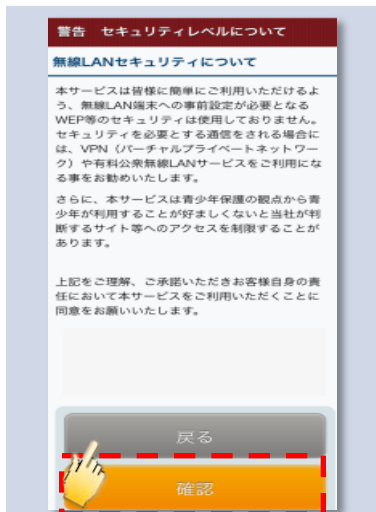 警告　セキュリティレベルについて
無線LANセキュリティについて
本サービスは皆様に簡単にご利用いただけるよ
う、無線LAN端末への事前設定が必要となる
WEP等のセキュリティは使用しておりません。
セキュリティを必要とする通信をされる場合に
は、VPN（バーチャルプライベートネットワー
ク）や有料公衆無線LANサービスをご利用にな
る事をお勧めいたします。
さらに、本サービスは青少年保護の観点から青
少年が利用することが好ましくないと当社が判
断するサイト等へのアクセスを制限することが
あります。
上記をご理解、ご承諾いただきお客様自身の責
任において本サービスをご利用いただくことに
同意をお願いいたします。
戻る
確認